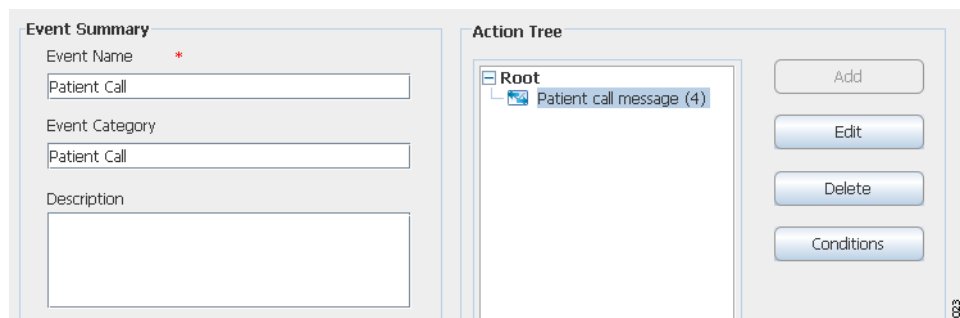 Event Summary
Event Name *
Patient Call
Event Category
Patient Call
Description
Action Tree
Root
Patient call message (4)
Add
Edit
Delete
Conditions
023